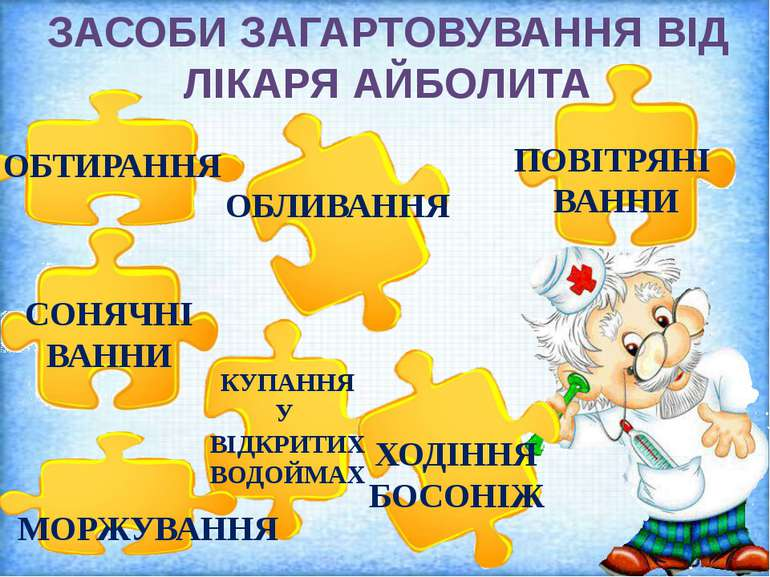 ЗАСОБИ ЗАГАРТОВУВАННЯ ВІД
ЛІКАРЯ АЙБОЛИТА
ОБТИРАННЯ
ОБЛИВАННЯ
ПОВІТРЯНІ
ВАННИ
СОНЯЧНІ
ВАННИ
КУПАННЯ
У
ВІДКРИТИХ
ВОДОЙМАХ
ХОДІННЯ
БОСОНІЖ
МОРЖУВАННЯ